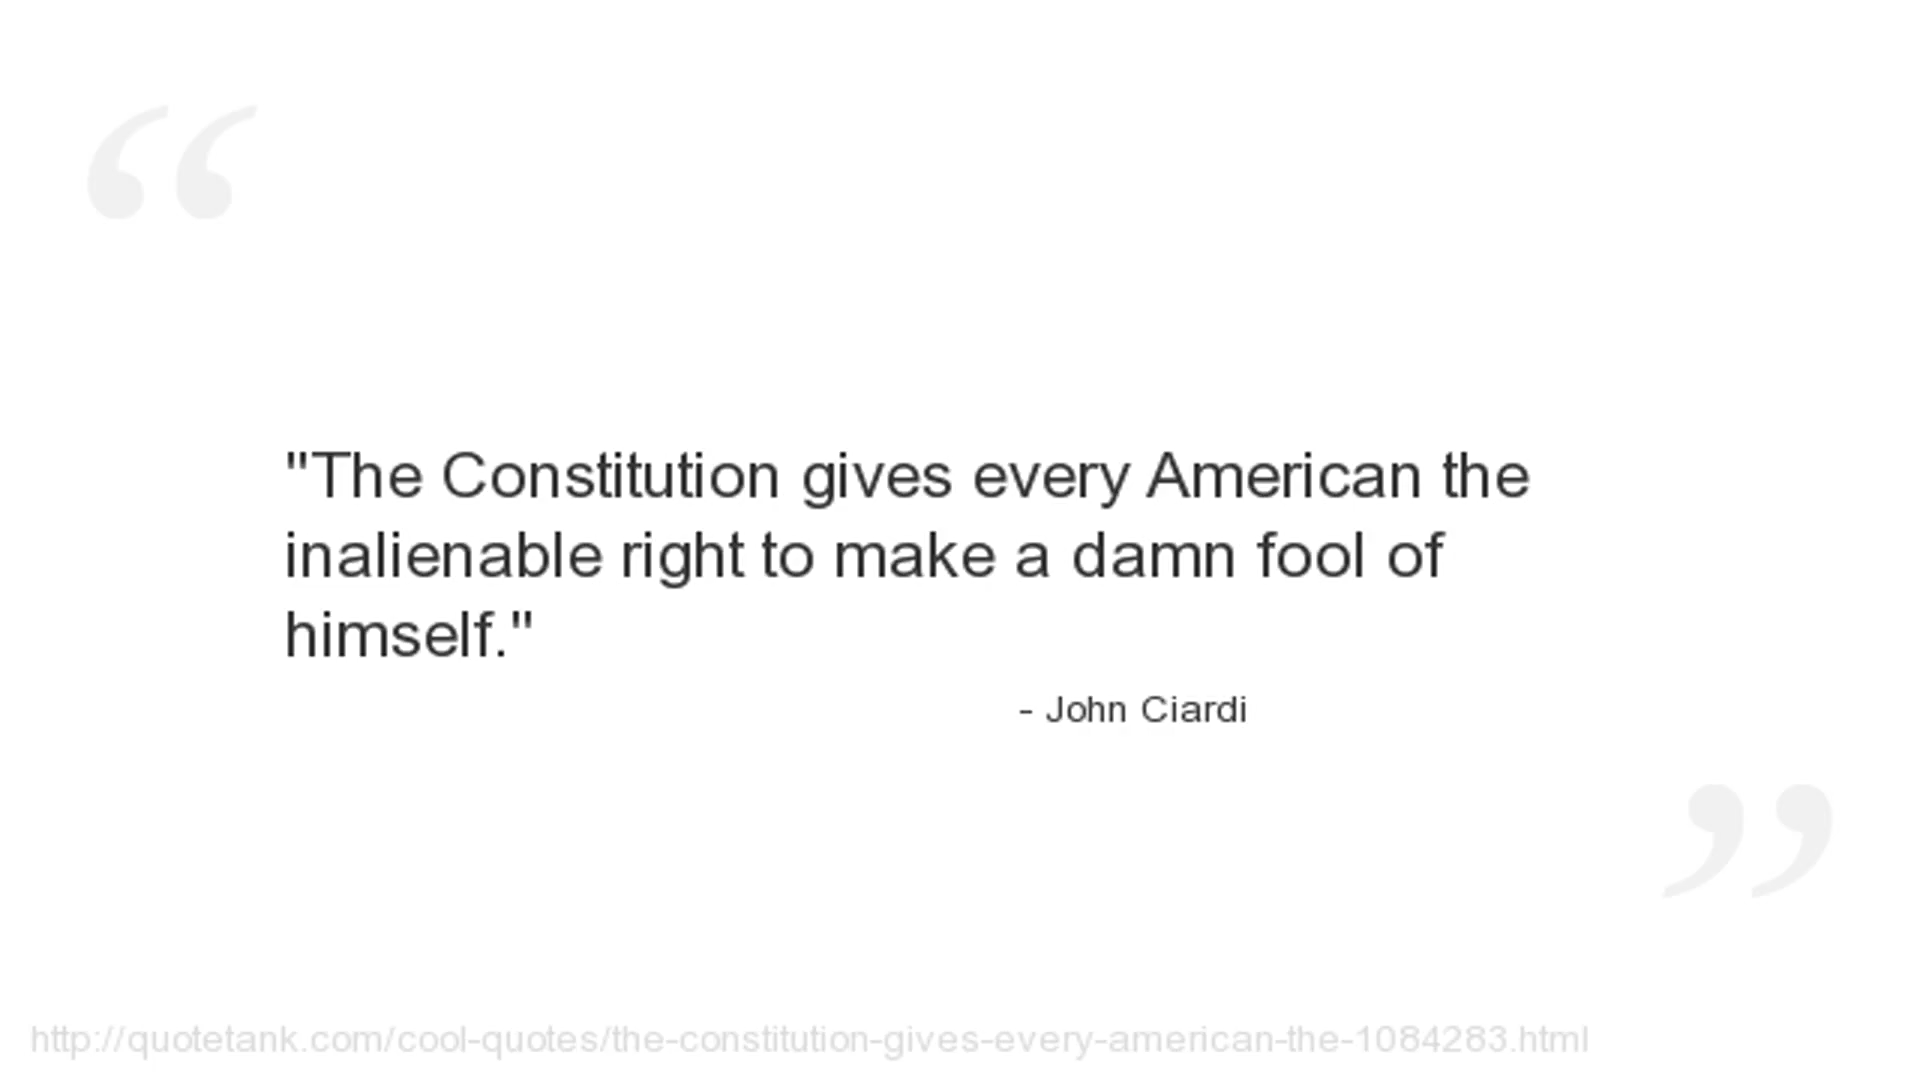 "The Constitution gives every American the
inalienable right to make a damn fool of
himself."
- John Ciardi
http://quotetank.com/cool-quotes/the-constitution-gives-every-american-the-1084283.html